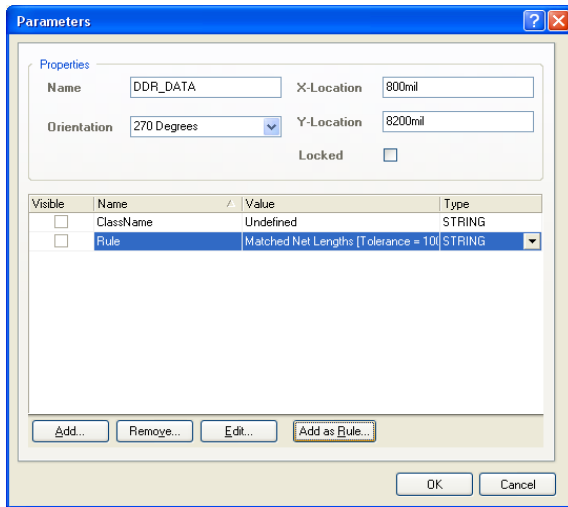 Parameters
Properties
Name DDR_DATA X-Location 800mil
Orientation 270 Degrees Y-Location 8200mil
Locked
Visible Name Value Type
ClassName Undefined STRING
Rule Matched Net Lengths [Tolerance = 100 STRING
Add... Remove... Edit... Add as Rule...
OK Cancel